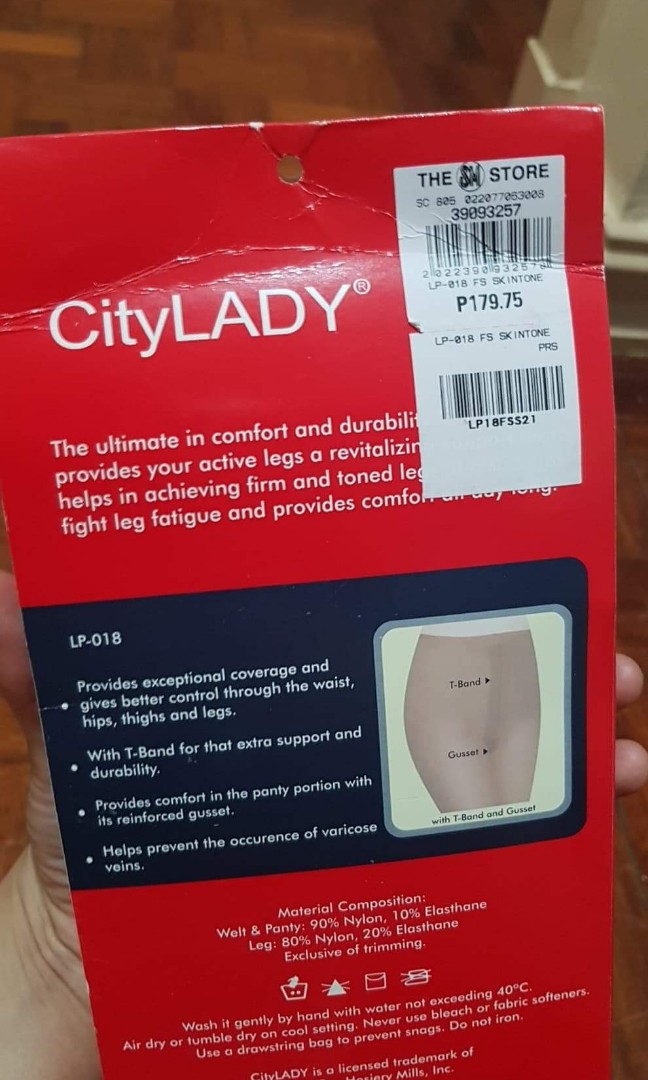 THE SM STORE
SC 805 022077053008
39093257
LP-018 FS SKINTONE
₱179.75
LP-018 FS SKINTONE
PRS
LP18FSS21
CityLADY®
The ultimate in comfort and
provides your active legs a
helps in achieving firm and toned
fight leg fatigue and provides
LP-018
• Provides exceptional coverage and
gives better control through the waist,
hips, thighs and legs.
• With T-Band for that extra support and
durability.
• Provides comfort in the panty portion with
its reinforced gusset.
• Helps prevent the occurence of varicose
veins.
T-Band
Gusset
with T-Band and Gusset
Material Composition:
Welt & Panty: 90% Nylon, 10% Elasthane
Leg: 80% Nylon, 20% Elasthane
Exclusive of trimming.
Wash it gently by hand with water not exceeding 40°C.
Air dry or tumble dry on cool setting. Never use bleach or fabric softeners.
Use a drawstring bag to prevent snags. Do not iron.
CityLADY is a licensed trademark of
Hosiery Mills, Inc.